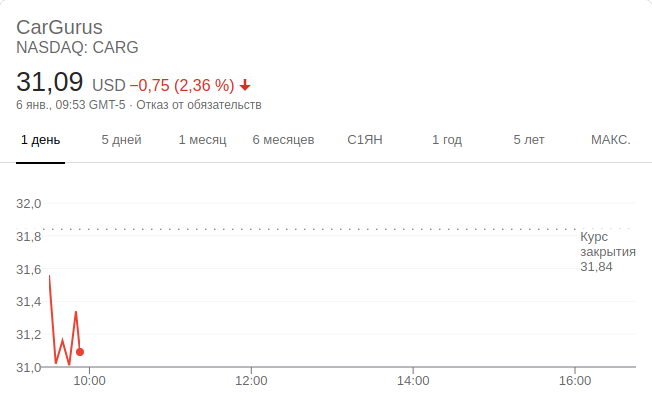 CarGurus
NASDAQ: CARG
31,09 USD −0,75 (2,36 %)
6 янв., 09:53 GMT-5 · Отказ от обязательств
1 день 5 дней 1 месяц 6 месяцев С1ЯН 1 год 5 лет МАКС.
32,0
31,8
Курс
закрытия
31,84
31,6
31,4
31,2
31,0
10:00 12:00 14:00 16:00